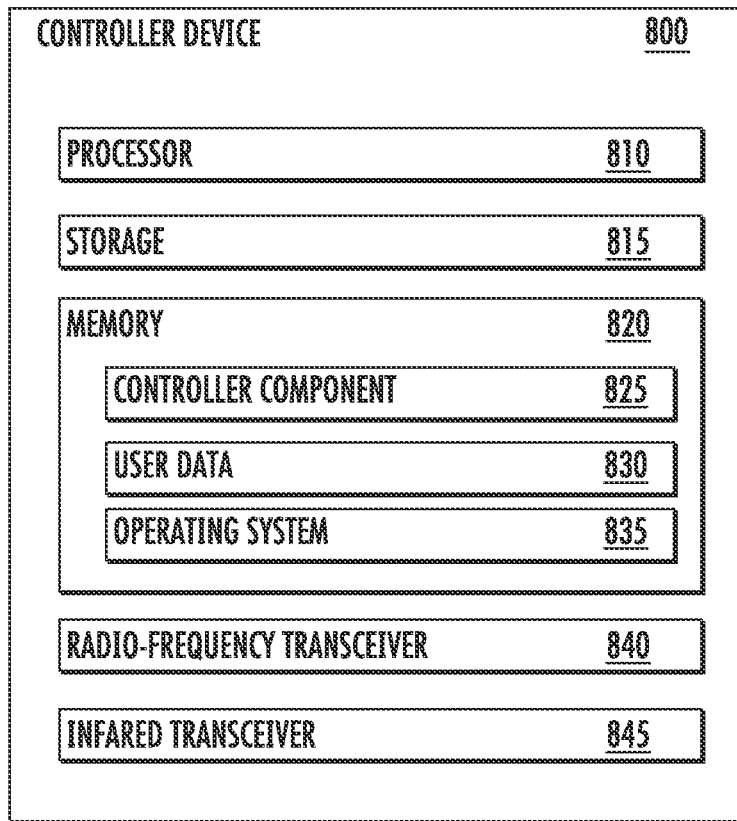 CONTROLLER DEVICE 800
PROCESSOR 810
STORAGE 815
MEMORY 820
CONTROLLER COMPONENT 825
USER DATA 830
OPERATING SYSTEM 835
RADIO-FREQUENCY TRANSCEIVER 840
INFARED TRANSCEIVER 845